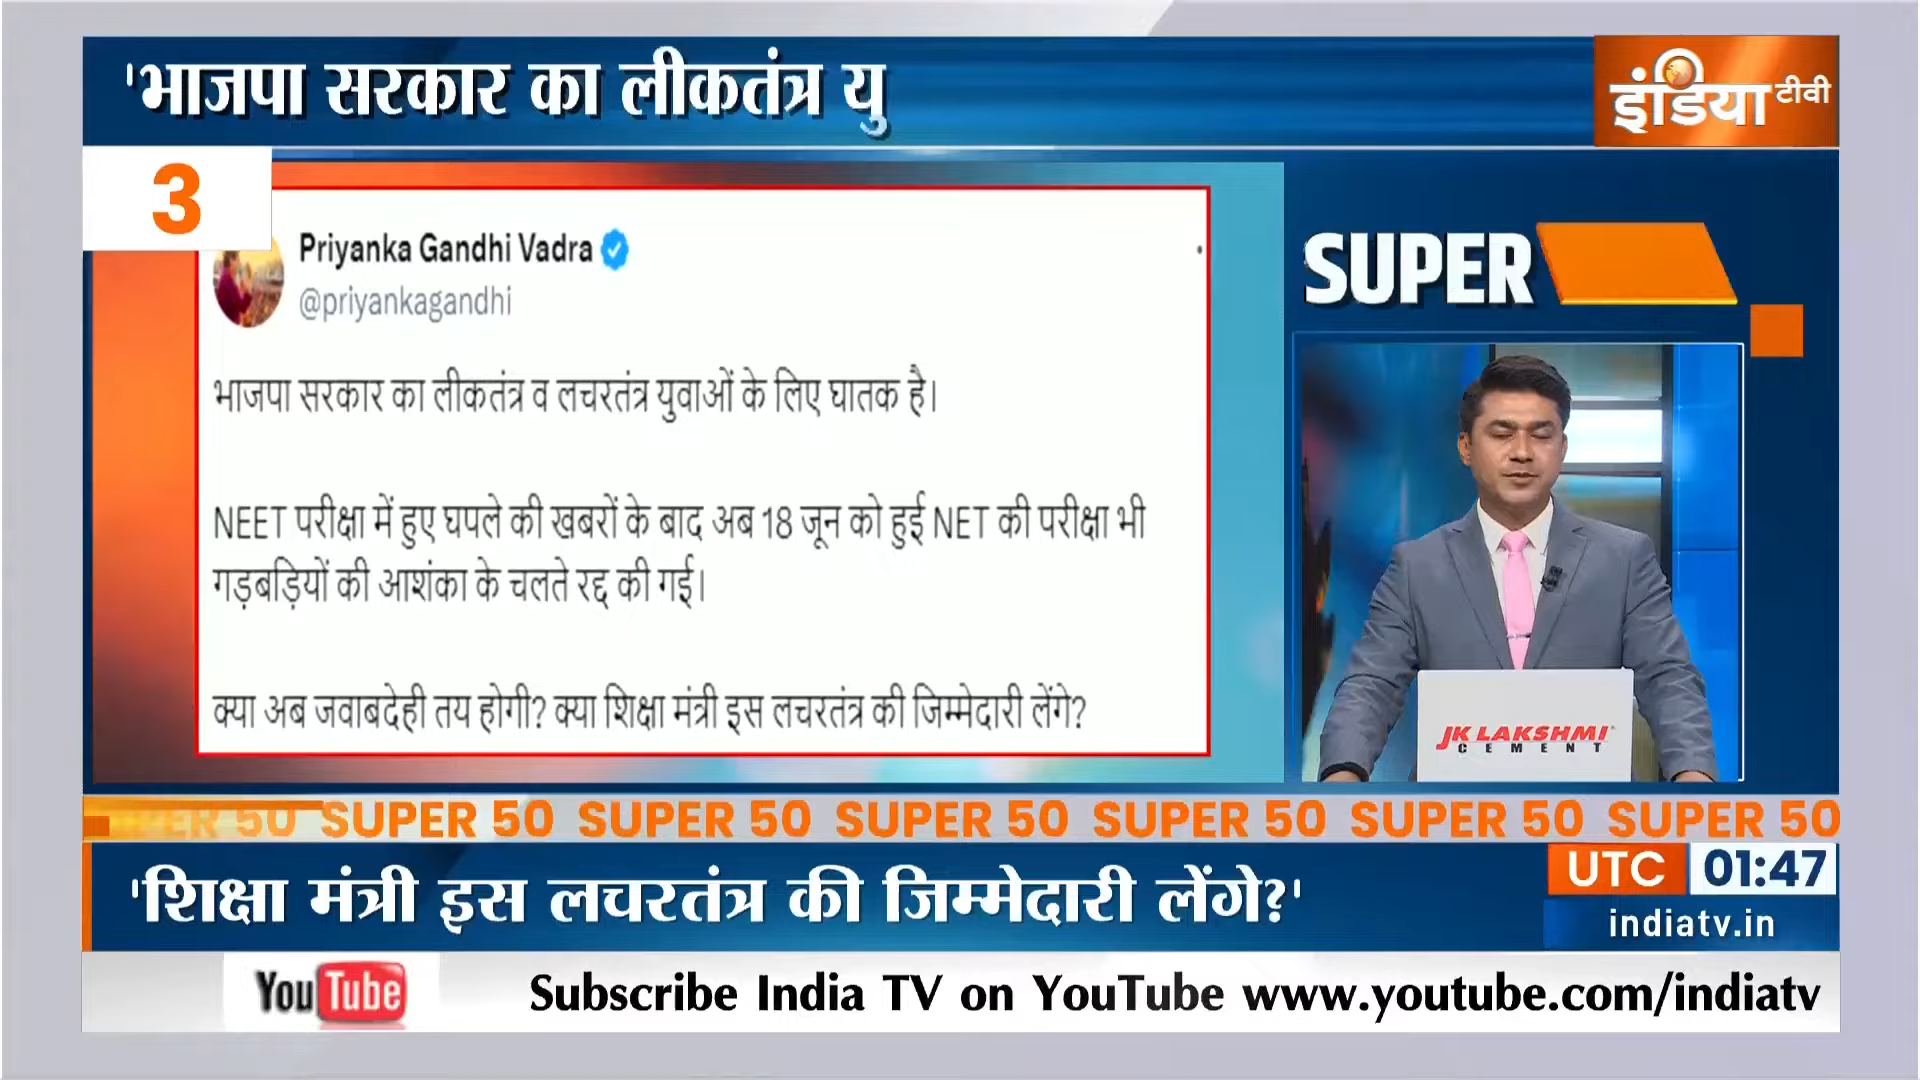 'भाजपा सरकार का लीकतंत्र यु
इंडिया टीवी
3
Priyanka Gandhi Vadra
@priyankagandhi
भाजपा सरकार का लीकतंत्र व लचरतंत्र युवाओं के लिए घातक है।
NEET परीक्षा में हुए घपले की खबरों के बाद अब 18 जून को हुई NET की परीक्षा भी
गड़बड़ियों की आशंका के चलते रद्द की गई।
क्या अब जवाबदेही तय होगी? क्या शिक्षा मंत्री इस लचरतंत्र की जिम्मेदारी लेंगे?
SUPER
JK LAKSHMI
CEMENT
ER 50 SUPER 50 SUPER 50 SUPER 50 SUPER 50 SUPER 50 SUPER 50
'शिक्षा मंत्री इस लचरतंत्र की जिम्मेदारी लेंगे?'
UTC 01:47
indiatv.in
YouTube
Subscribe India TV on YouTube www.youtube.com/indiatv